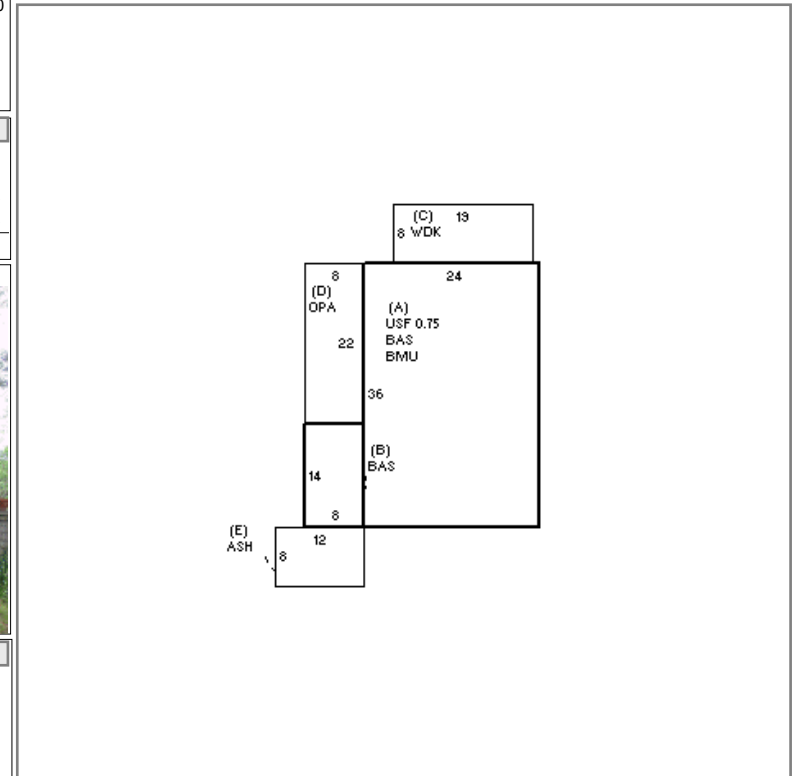 (C) 19
8 WDK
8
24
(D)
OPA
(A)
USF 0.75
BAS
BMU
22
36
(B)
BAS
14
8
(E)
ASH
12
8